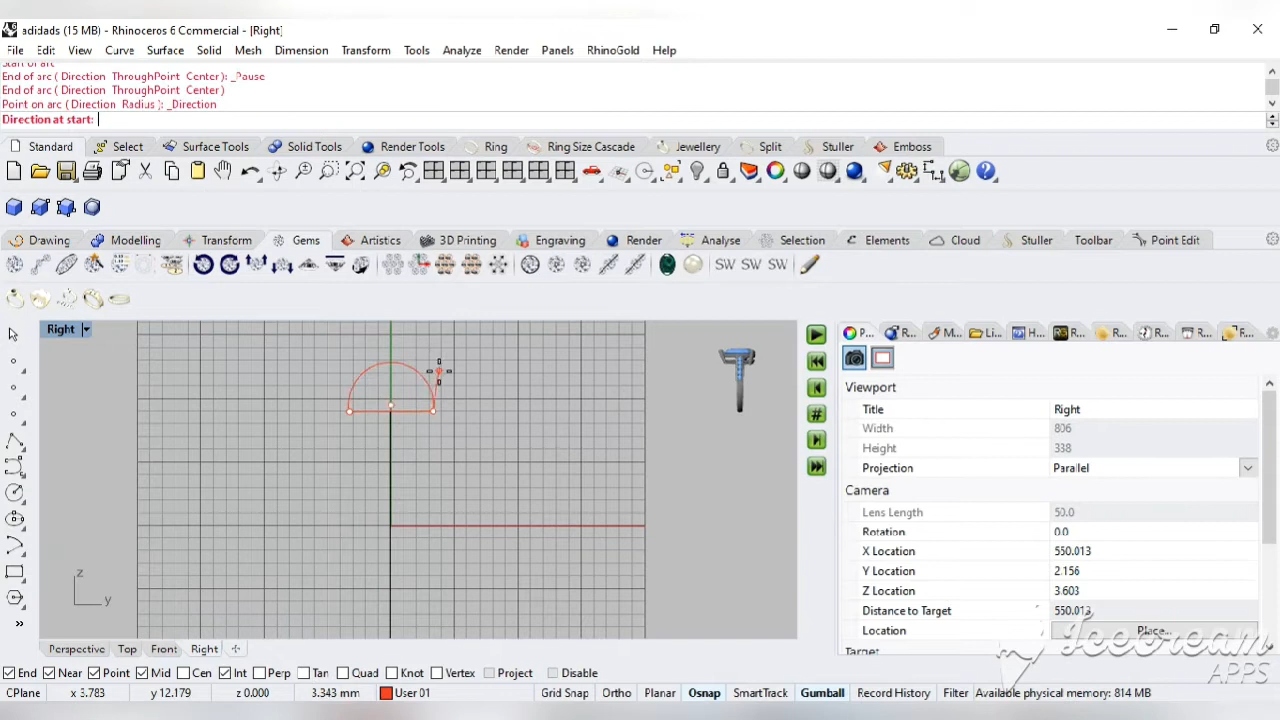 adidads (15 MB) - Rhinoceros 6 Commercial - [Right]
File Edit View Curve Surface Solid Mesh Dimension Transform Tools Analyze Render Panels RhinoGold Help
Start of arc
End of arc ( Direction ThroughPoint Center ): _Pause
End of arc ( Direction ThroughPoint Center )
Point on arc ( Direction Radius ): _Direction
Direction at start:
Standard Select Surface Tools Solid Tools Render Tools Ring Ring Size Cascade Jewellery Split Stuller Emboss
Drawing Modelling Transform Gems Artistics 3D Printing Engraving Render Analyse Selection Elements Cloud Stuller Toolbar Point Edit
SW SW SW
Right
P... R... M... Li... H... R... R... R... R... F...
Viewport
Title Right
Width 806
Height 338
Projection Parallel
Camera
Lens Length 50.0
Rotation 0.0
X Location 550.013
Y Location 2.156
Z Location 3.603
Distance to Target 550.013
Location Place...
Target
z
y
Icecream
APPS
Perspective Top Front Right
End Near Point Mid Cen Int Perp Tan Quad Knot Vertex Project Disable
CPlane x 3.783 y 12.179 z 0.000 3.343 mm User 01 Grid Snap Ortho Planar Osnap SmartTrack Gumball Record History Filter Available physical memory: 814 MB